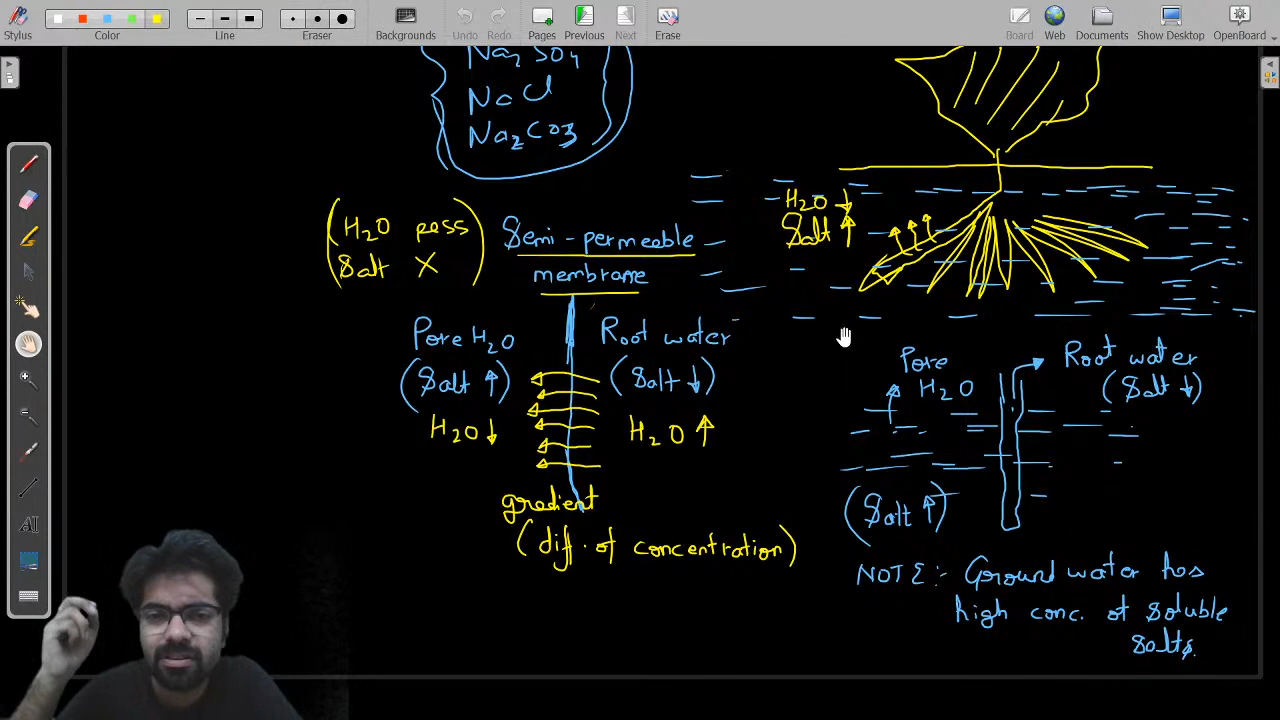 Stylus
Color
Line
Eraser
Backgrounds
Undo
Redo
Pages
Previous
Next
Erase
Board
Web
Documents
Show Desktop
OpenBoard
Na2SO4
NaCl
Na2CO3
(H2O pass
Salt X)
Semi-permeable
membrane
Pore H2O
(Salt ↑)
H2O ↓
Root water
(Salt ↓)
H2O ↑
gradient
(diff. of concentration)
H2O ↓
Salt ↑
Pore
H2O
Root water
(Salt ↓)
(Salt ↑)
NOTE :- Ground water has
high conc. of soluble
salts.